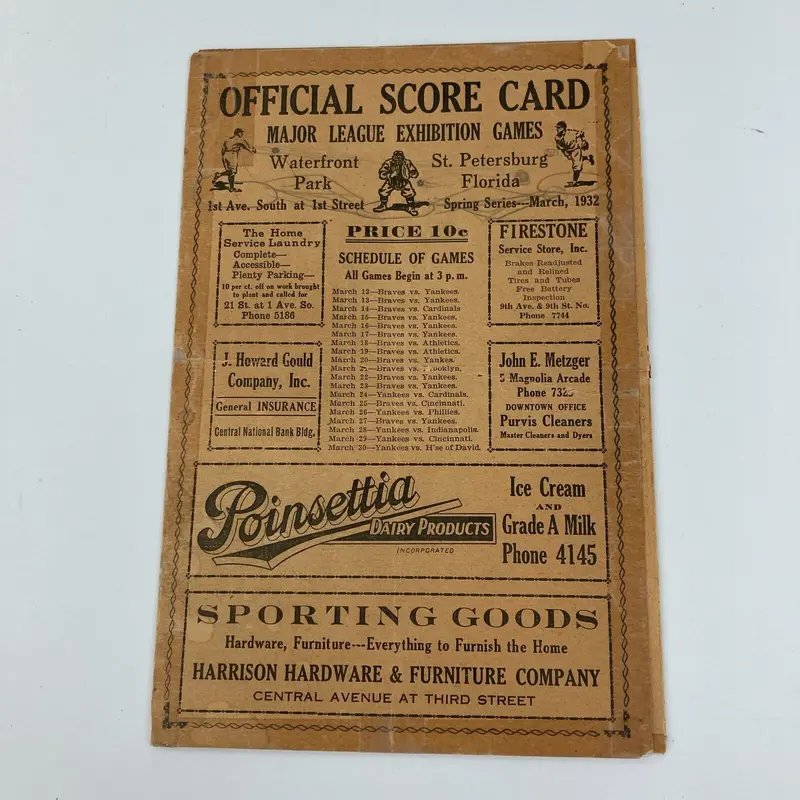 OFFICIAL SCORE CARD
MAJOR LEAGUE EXHIBITION GAMES
Waterfront
Park
St. Petersburg
Florida
1st Ave. South at 1st Street
Spring Series---March, 1932
The Home
Service Laundry
Complete—
Accessible—
Plenty Parking—
10 per ct. off on work brought
to plant and called for
21 St. at 1 Ave. So.
Phone 5186
J. Howard Gould
Company, Inc.
General INSURANCE
Central National Bank Bldg.
PRICE 10c
SCHEDULE OF GAMES
All Games Begin at 3 p. m.
March 12—Braves vs. Yankees.
March 13—Braves vs. Yankees.
March 14—Braves vs. Cardinals
March 15—Braves vs. Yankees.
March 16—Braves vs. Yankees.
March 17—Braves vs. Yankees.
March 18—Braves vs. Athletics.
March 19—Braves vs. Athletics.
March 20—Braves vs. Yankes.
March Braves vs.
March 22—Braves vs. Yankees.
March 23—Braves vs. Yankees.
March 24—Yankees vs. Cardinals.
March 25—Braves vs. Cincinnati.
March 26—Yankees vs. Phillies.
March 27—Braves vs. Yankees.
March 28—Yankees vs. Indianapolis.
March 29—Yankees vs. Cincinnati.
March 30—Yankees vs. H'se of David.
FIRESTONE
Service Store, Inc.
Brakes Readjusted
and Relined
Tires and Tubes
Free Battery
Inspection
9th Ave. & 9th St. No.
Phone 7744
John E. Metzger
5 Magnolia Arcade
Phone
DOWNTOWN OFFICE
Purvis Cleaners
Master Cleaners and Dyers
Poinsettia
DAIRY PRODUCTS
INCORPORATED
Ice Cream
AND
Grade A Milk
Phone 4145
SPORTING GOODS
Hardware, Furniture---Everything to Furnish the Home
HARRISON HARDWARE & FURNITURE COMPANY
CENTRAL AVENUE AT THIRD STREET